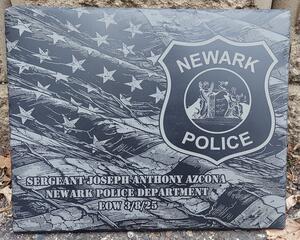 NEWARK
POLICE
SERGEANT JOSEPH ANTHONY AZCONA
NEWARK POLICE DEPARTMENT
EOW 3/8/25